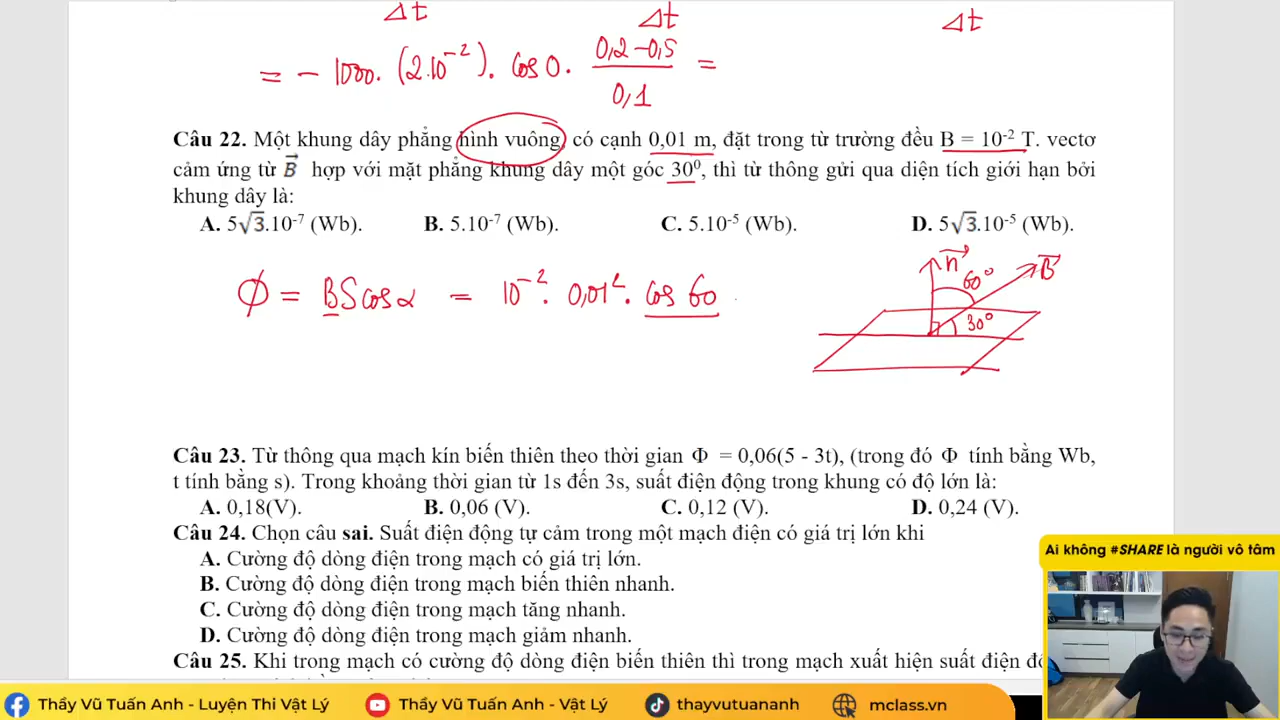 Δt Δt Δt
= - 1000. (2.10⁻²). cos 0. (0,2-0,5)/(0,1) =
Câu 22. Một khung dây phẳng hình vuông, có cạnh 0,01 m, đặt trong từ trường đều B = 10⁻² T. vectơ
cảm ứng từ B⃗ hợp với mặt phẳng khung dây một góc 30⁰, thì từ thông gửi qua diện tích giới hạn bởi
khung dây là:
A. 5√3.10⁻⁷ (Wb). B. 5.10⁻⁷ (Wb). C. 5.10⁻⁵ (Wb). D. 5√3.10⁻⁵ (Wb).
n⃗ 60° B⃗
ϕ = BScosα = 10⁻². 0,01². cos 60
30°
Câu 23. Từ thông qua mạch kín biến thiên theo thời gian Φ = 0,06(5 - 3t), (trong đó Φ tính bằng Wb,
t tính bằng s). Trong khoảng thời gian từ 1s đến 3s, suất điện động trong khung có độ lớn là:
A. 0,18(V). B. 0,06 (V). C. 0,12 (V). D. 0,24 (V).
Câu 24. Chọn câu sai. Suất điện động tự cảm trong một mạch điện có giá trị lớn khi
A. Cường độ dòng điện trong mạch có giá trị lớn.
B. Cường độ dòng điện trong mạch biến thiên nhanh.
C. Cường độ dòng điện trong mạch tăng nhanh.
D. Cường độ dòng điện trong mạch giảm nhanh.
Câu 25. Khi trong mạch có cường độ dòng điện biến thiên thì trong mạch xuất hiện suất điện
Ai không #SHARE là người vô tâm
Thầy Vũ Tuấn Anh - Luyện Thi Vật Lý Thầy Vũ Tuấn Anh - Vật Lý thayvutuananh mclass.vn